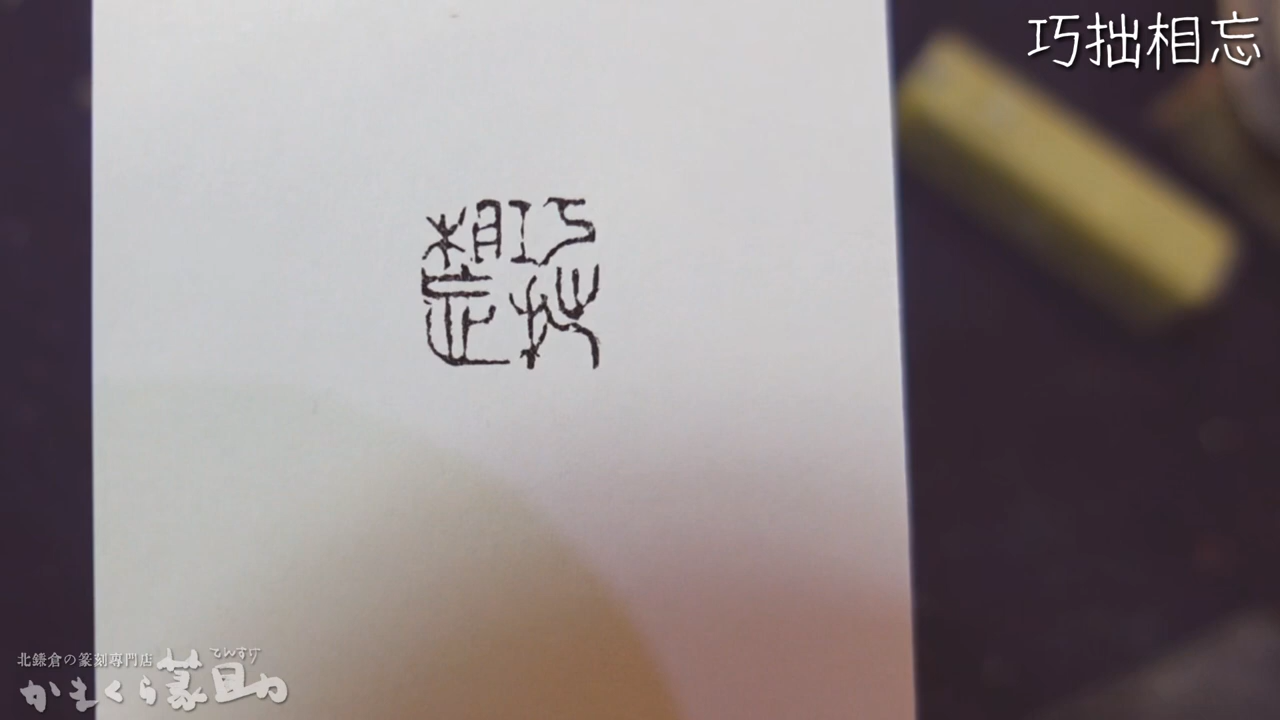 巧拙相忘
巧拙
相忘
北鎌倉の篆刻専門店
てんすけ
かまくら篆助